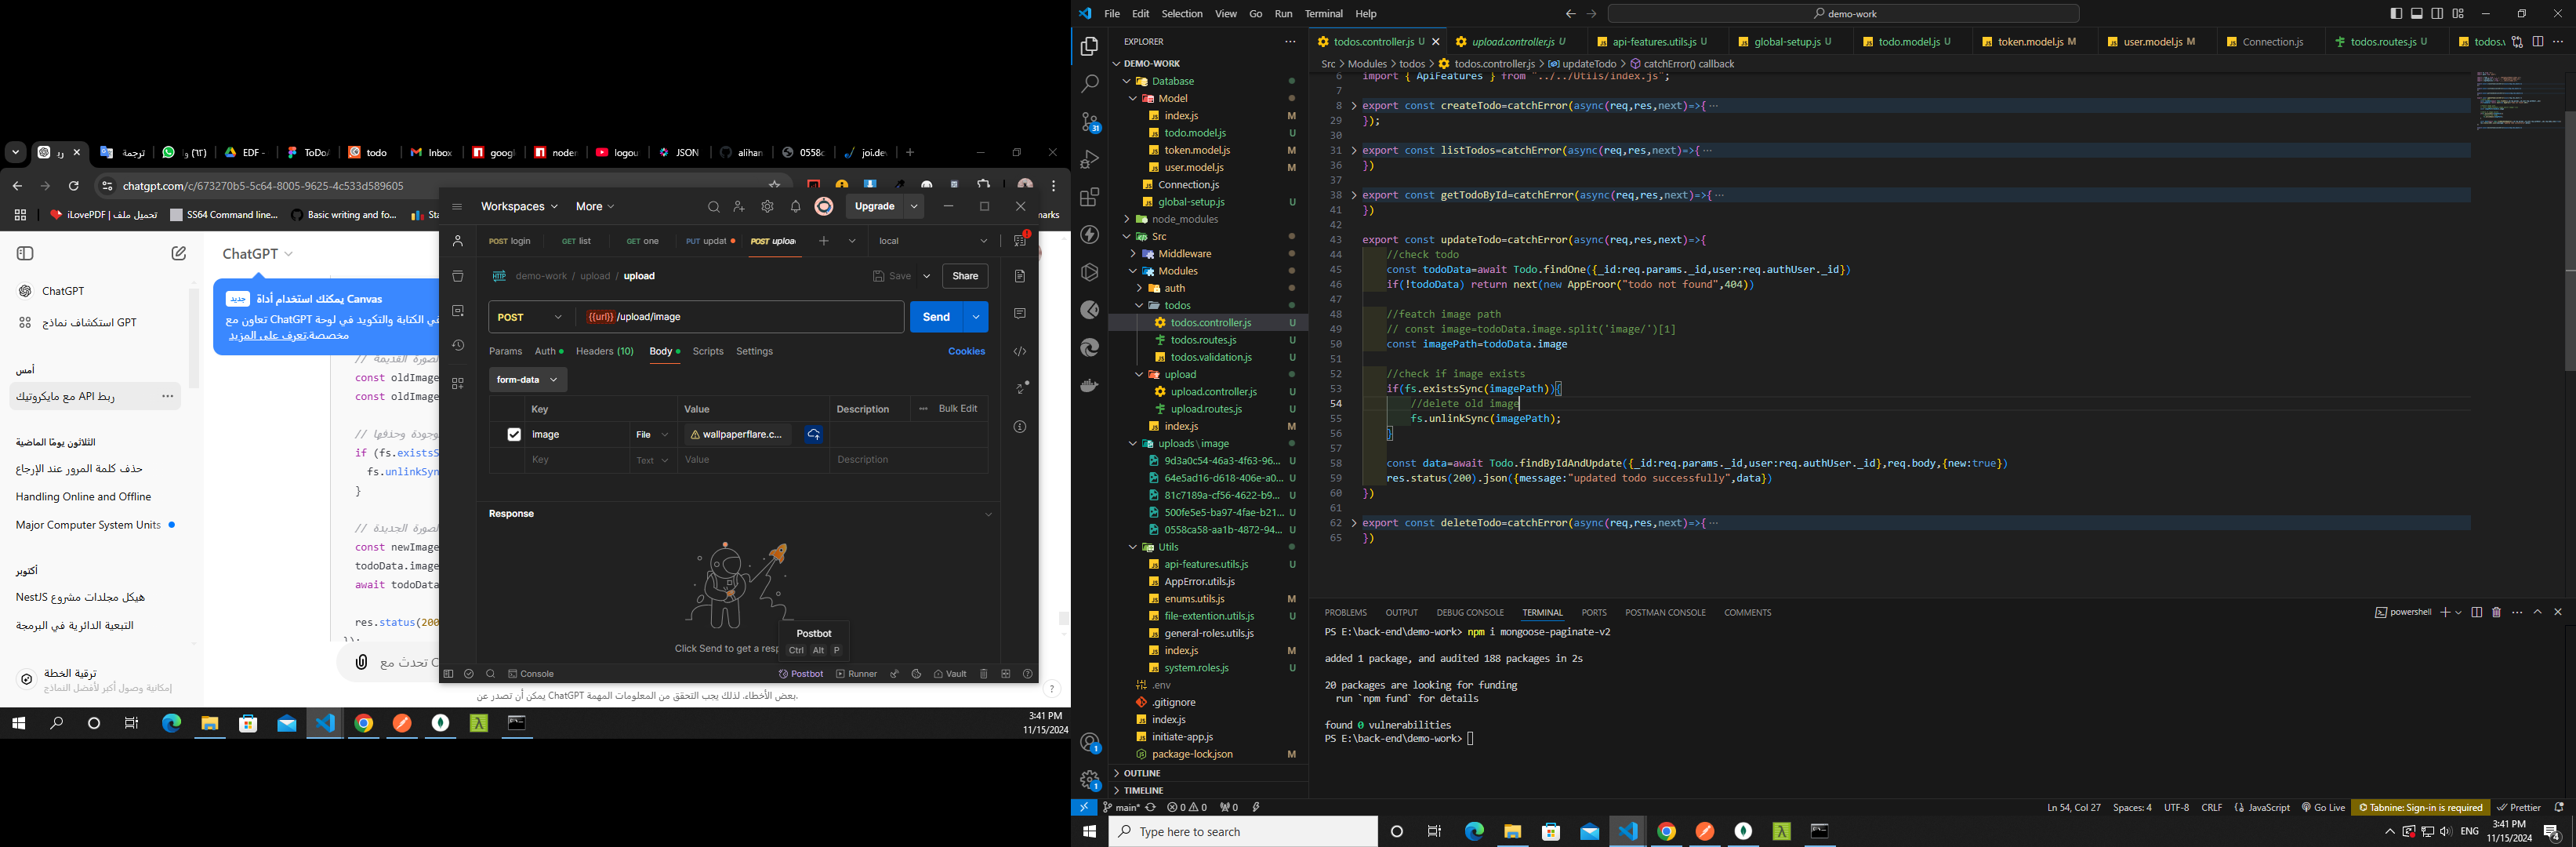 رد
ترجمة
(٦٢) وا
EDF -
ToDo/
todo
Inbox
goog
noder
logou
JSON
alihan
0558c
joi.dev
chatgpt.com/c/673270b5-5c64-8005-9625-4c533d589605
iLovePDF | تحميل ملف
SS64 Command line...
Basic writing and fo...
Sta
marks
ChatGPT
ChatGPT
استكشاف نماذج GPT
أمس
ربط API مع مايكروتيك
الثلاثون يومًا الماضية
حذف كلمة المرور عند الإرجاع
Handling Online and Offline
Major Computer System Units
أكتوبر
هيكل مجلدات مشروع NestJS
التبعية الدائرية في البرمجة
ترقية الخطة
إمكانية وصول أكبر لأفضل النماذج
يمكنك استخدام أداة Canvas جديد
تعاون مع ChatGPT في الكتابة والتكويد في لوحة
مخصصة. تعرف على المزيد
// لصورة القديمة
const oldImage
const oldImage
// وجودة وحذفها
if (fs.existsS
fs.unlinkSyn
}
// لصورة الجديدة
const newImage
todoData.image
await todoData
res.status(200
});
تحدث مع C
يمكن أن تصدر عن ChatGPT بعض الأخطاء. لذلك يجب التحقق من المعلومات المهمة.
?
Workspaces
More
Upgrade
POST login
GET list
GET one
PUT updat
POST uploa
local
HTTP demo-work / upload / upload
Save
Share
POST
{{url}} /upload/image
Send
Params Auth Headers (10) Body Scripts Settings
Cookies
form-data
Key Value Description Bulk Edit
image File wallpaperflare.c...
Key Text Value Description
Response
Click Send to get a resp
Postbot
Ctrl Alt P
Console
Postbot
Runner
Vault
3:41 PM
11/15/2024
File Edit Selection View Go Run Terminal Help
demo-work
EXPLORER
DEMO-WORK
Database
Model
index.js M
todo.model.js U
token.model.js M
user.model.js M
Connection.js
global-setup.js U
node_modules
Src
Middleware
Modules
auth
todos
todos.controller.js U
todos.routes.js U
todos.validation.js U
upload
upload.controller.js U
upload.routes.js U
index.js M
uploads\image
9d3a0c54-46a3-4f63-96... U
64e5ad16-d618-406e-a0... U
81c7189a-cf56-4622-b9... U
500fe5e5-ba97-4fae-b21... U
0558ca58-aa1b-4872-94... U
Utils
api-features.utils.js U
AppError.utils.js
enums.utils.js M
file-extention.utils.js U
general-roles.utils.js
index.js M
system.roles.js U
.env
.gitignore
index.js
initiate-app.js
package-lock.json M
OUTLINE
TIMELINE
31
1
1
todos.controller.js U
upload.controller.js U
api-features.utils.js U
global-setup.js U
todo.model.js U
token.model.js M
user.model.js M
Connection.js
todos.routes.js U
todos.v
Src > Modules > todos > todos.controller.js > updateTodo > catchError() callback
6 import { ApiFeatures } from "../../Utils/index.js";
7
8 export const createTodo=catchError(async(req,res,next)=>{ ⋯
29 });
30
31 export const listTodos=catchError(async(req,res,next)=>{ ⋯
36 })
37
38 export const getTodoById=catchError(async(req,res,next)=>{ ⋯
41 })
42
43 export const updateTodo=catchError(async(req,res,next)=>{
44 //check todo
45 const todoData=await Todo.findOne({_id:req.params._id,user:req.authUser._id})
46 if(!todoData) return next(new AppEroor("todo not found",404))
47
48 //featch image path
49 // const image=todoData.image.split('image/')[1]
50 const imagePath=todoData.image
51
52 //check if image exists
53 if(fs.existsSync(imagePath)){
54 //delete old image
55 fs.unlinkSync(imagePath);
56 }
57
58 const data=await Todo.findByIdAndUpdate({_id:req.params._id,user:req.authUser._id},req.body,{new:true})
59 res.status(200).json({message:"updated todo successfully",data})
60 })
61
62 export const deleteTodo=catchError(async(req,res,next)=>{ ⋯
65 })
PROBLEMS OUTPUT DEBUG CONSOLE TERMINAL PORTS POSTMAN CONSOLE COMMENTS
powershell
PS E:\back-end\demo-work> npm i mongoose-paginate-v2
added 1 package, and audited 188 packages in 2s
20 packages are looking for funding
run `npm fund` for details
found 0 vulnerabilities
PS E:\back-end\demo-work>
main*
0 0
0
Ln 54, Col 27
Spaces: 4
UTF-8
CRLF
JavaScript
Go Live
Tabnine: Sign-in is required
Prettier
Type here to search
ENG
3:41 PM
11/15/2024
4